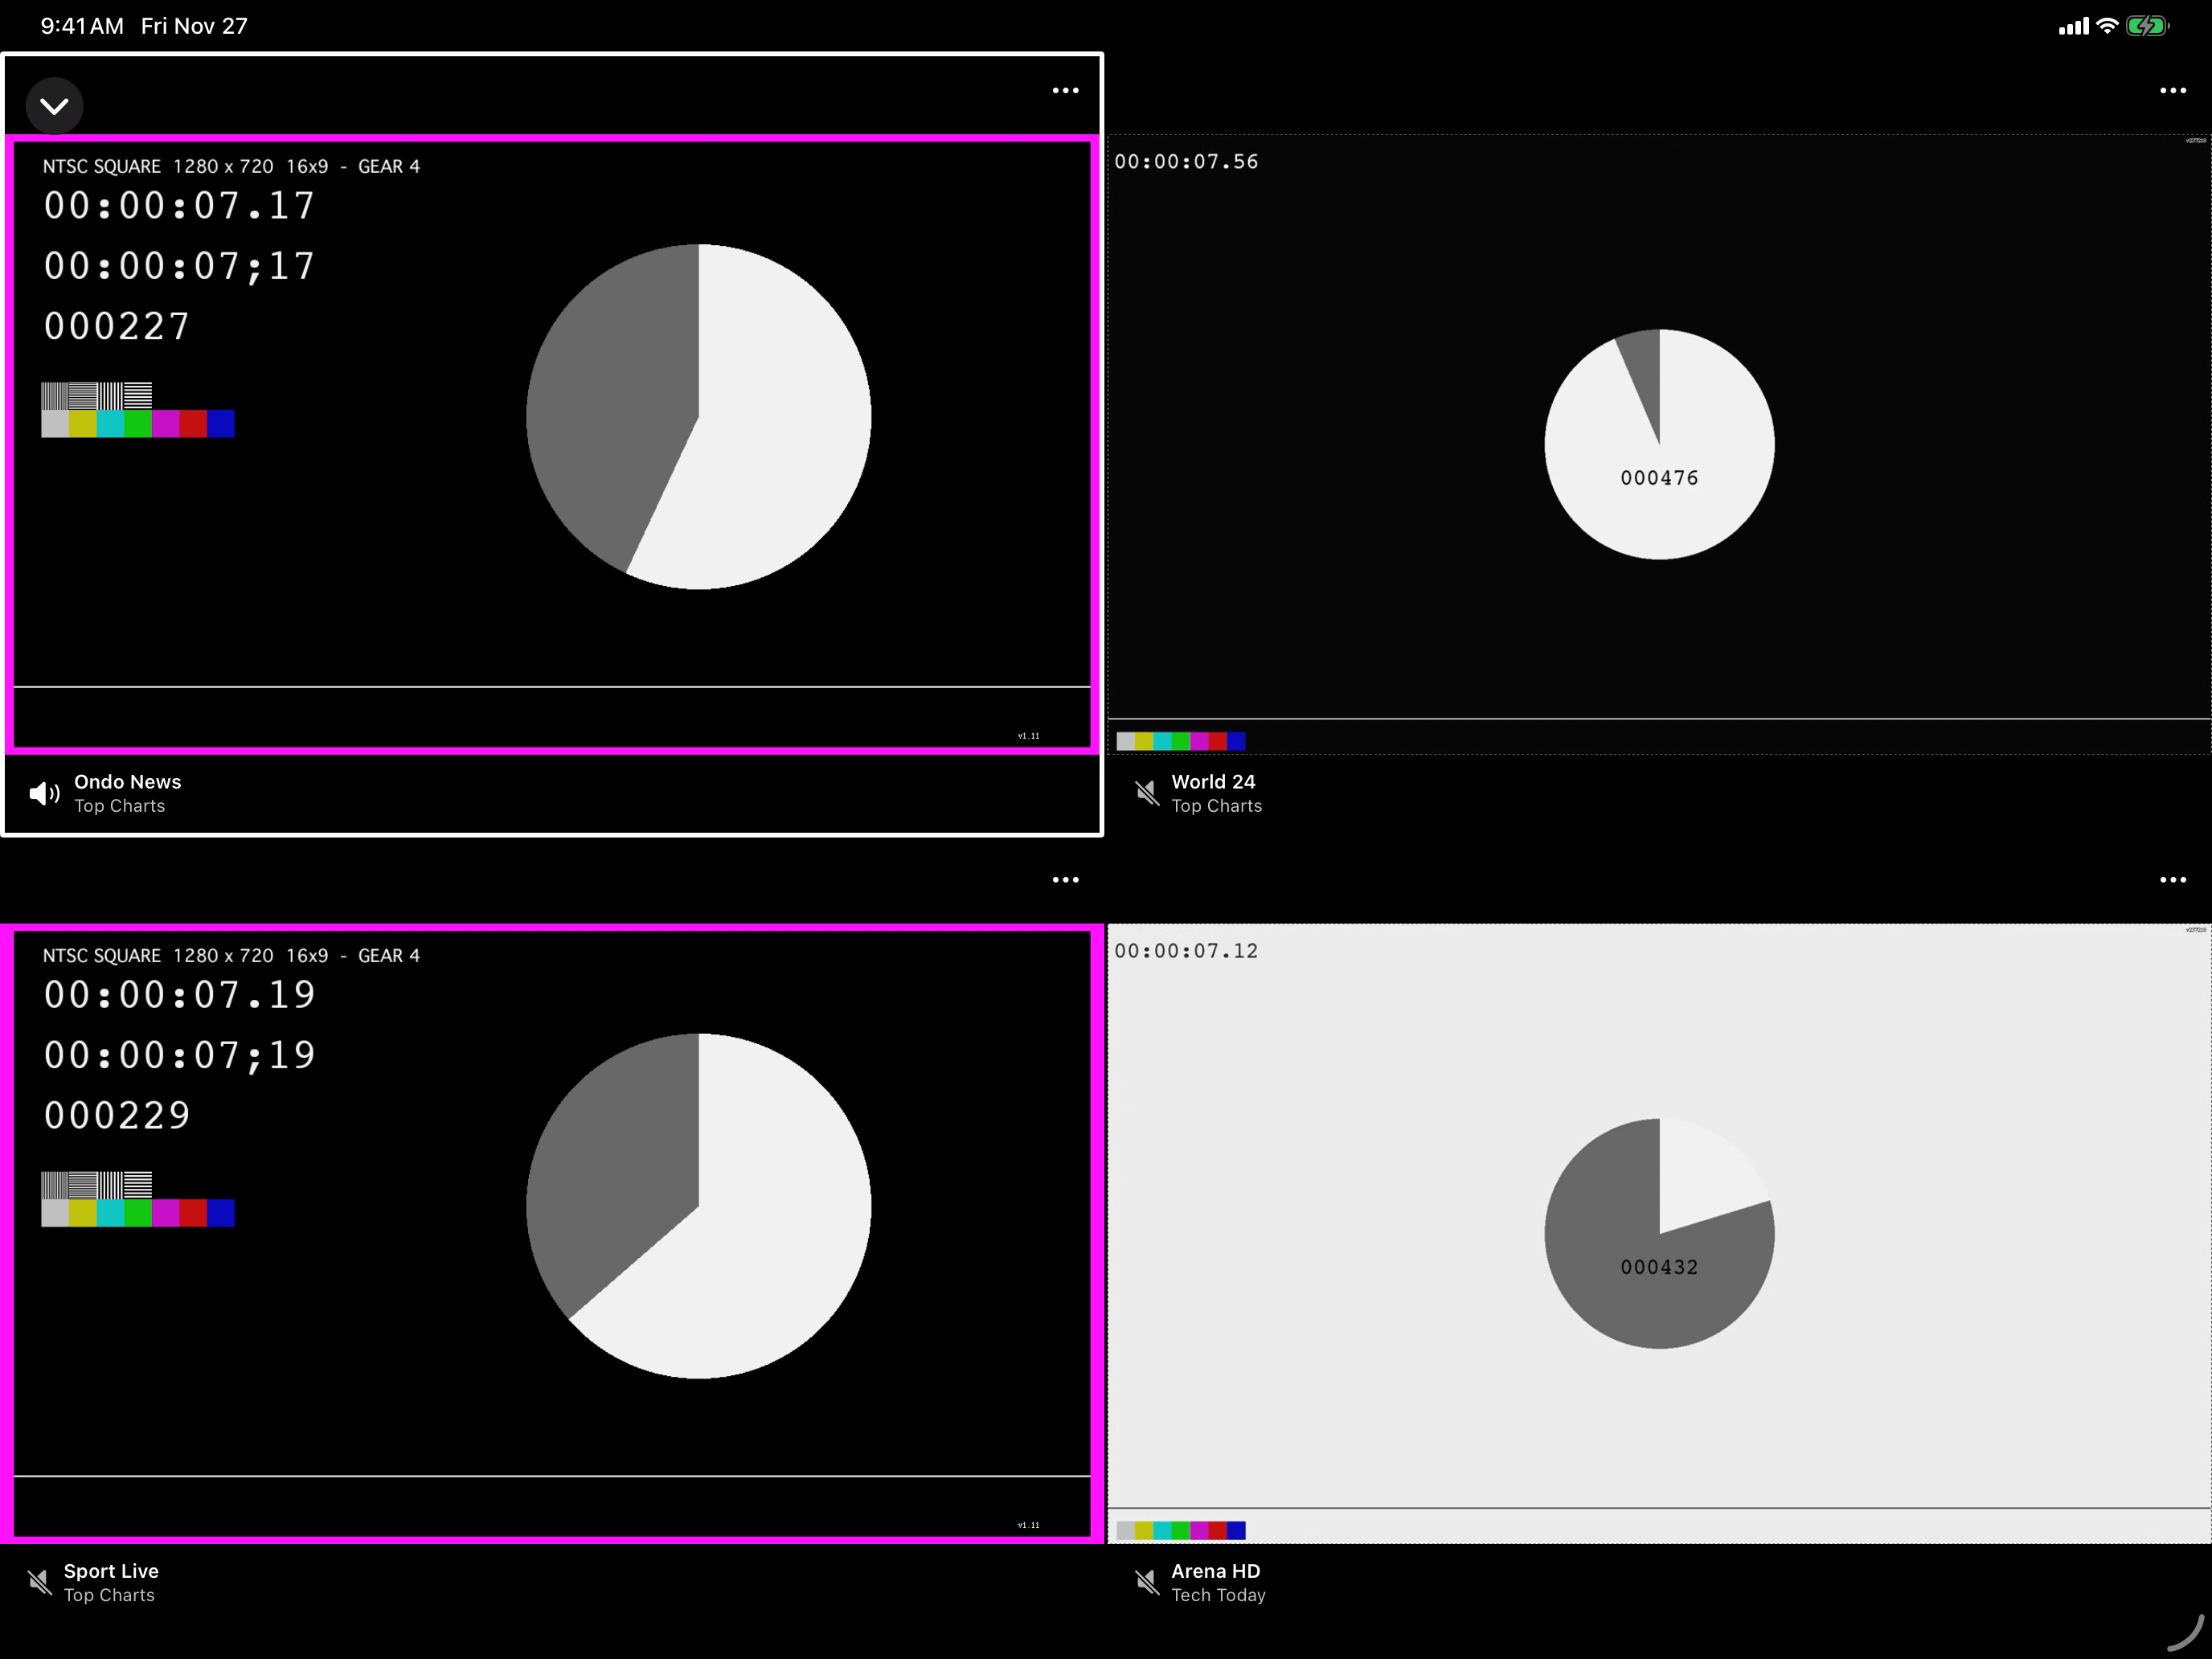 9:41 AM Fri Nov 27
NTSC SQUARE 1280 x 720 16x9 - GEAR 4
00:00:07.17
00:00:07;17
000227
v1.11
Ondo News
Top Charts
00:00:07.56
000476
World 24
Top Charts
NTSC SQUARE 1280 x 720 16x9 - GEAR 4
00:00:07.19
00:00:07;19
000229
v1.11
Sport Live
Top Charts
00:00:07.12
000432
Arena HD
Tech Today